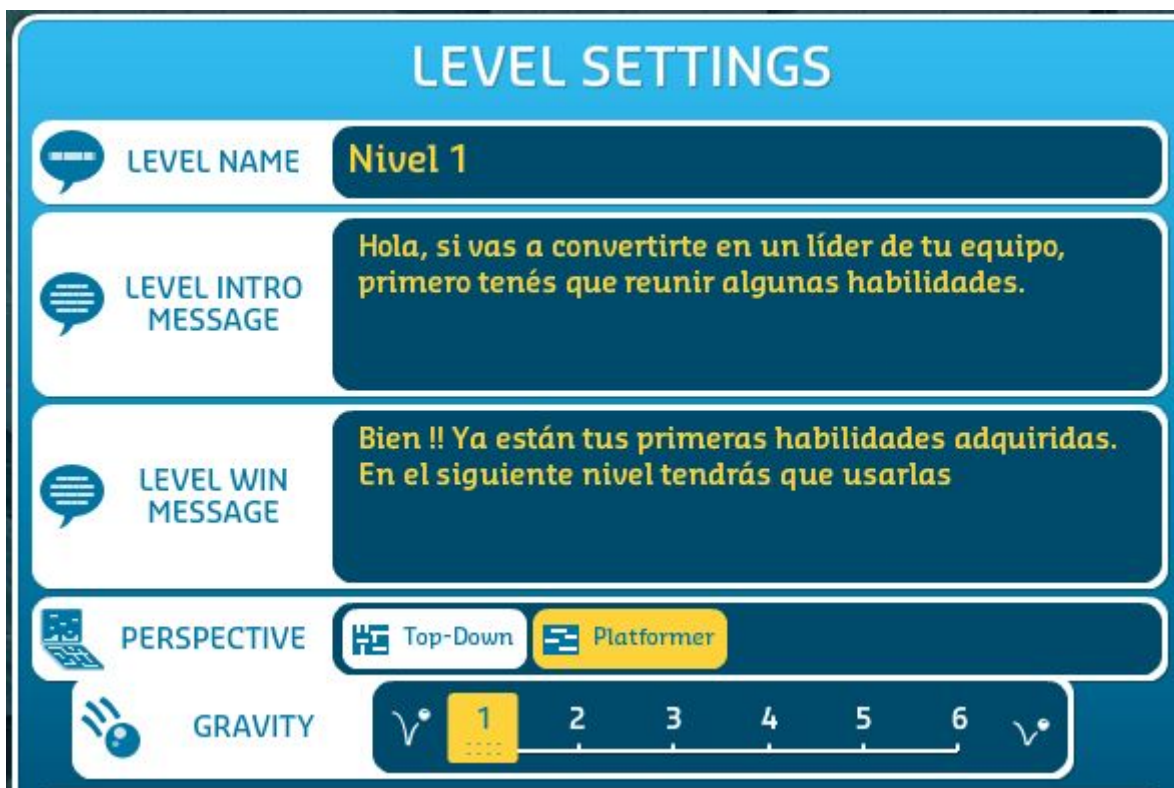 LEVEL SETTINGS
LEVEL NAME
Nivel 1
LEVEL INTRO
MESSAGE
Hola, si vas a convertirte en un líder de tu equipo,
primero tenés que reunir algunas habilidades.
LEVEL WIN
MESSAGE
Bien !! Ya están tus primeras habilidades adquiridas.
En el siguiente nivel tendrás que usarlas
PERSPECTIVE
Top-Down
Platformer
GRAVITY
1 2 3 4 5 6